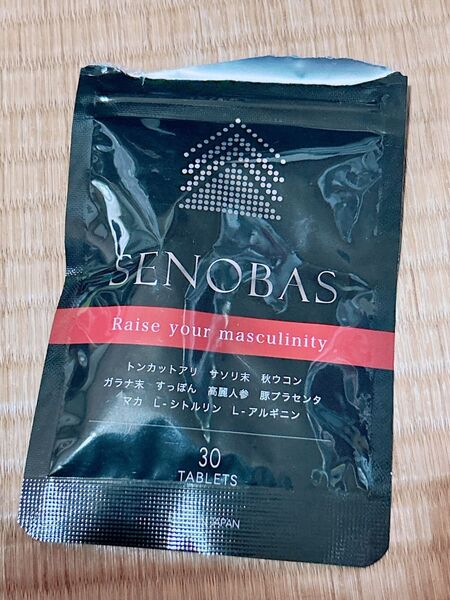 SENOBAS
Raise your masculinity
トンカットアリ サソリ末 秋ウコン
ガラナ末 すっぽん 高麗人参 豚プラセンタ
マカ L-シトルリン L-アルギニン
30
TABLETS
JAPAN